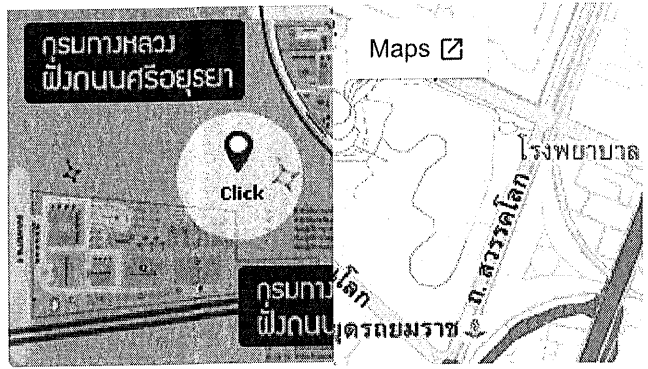 กรมทางหลวง
ฝั่งถนนศรีอยุธยา
Click
กรมทา
ฝั่งถนน
Maps
โรงพยาบาล
ถ. สวรรคโลก
โลก
ตรถยมราช